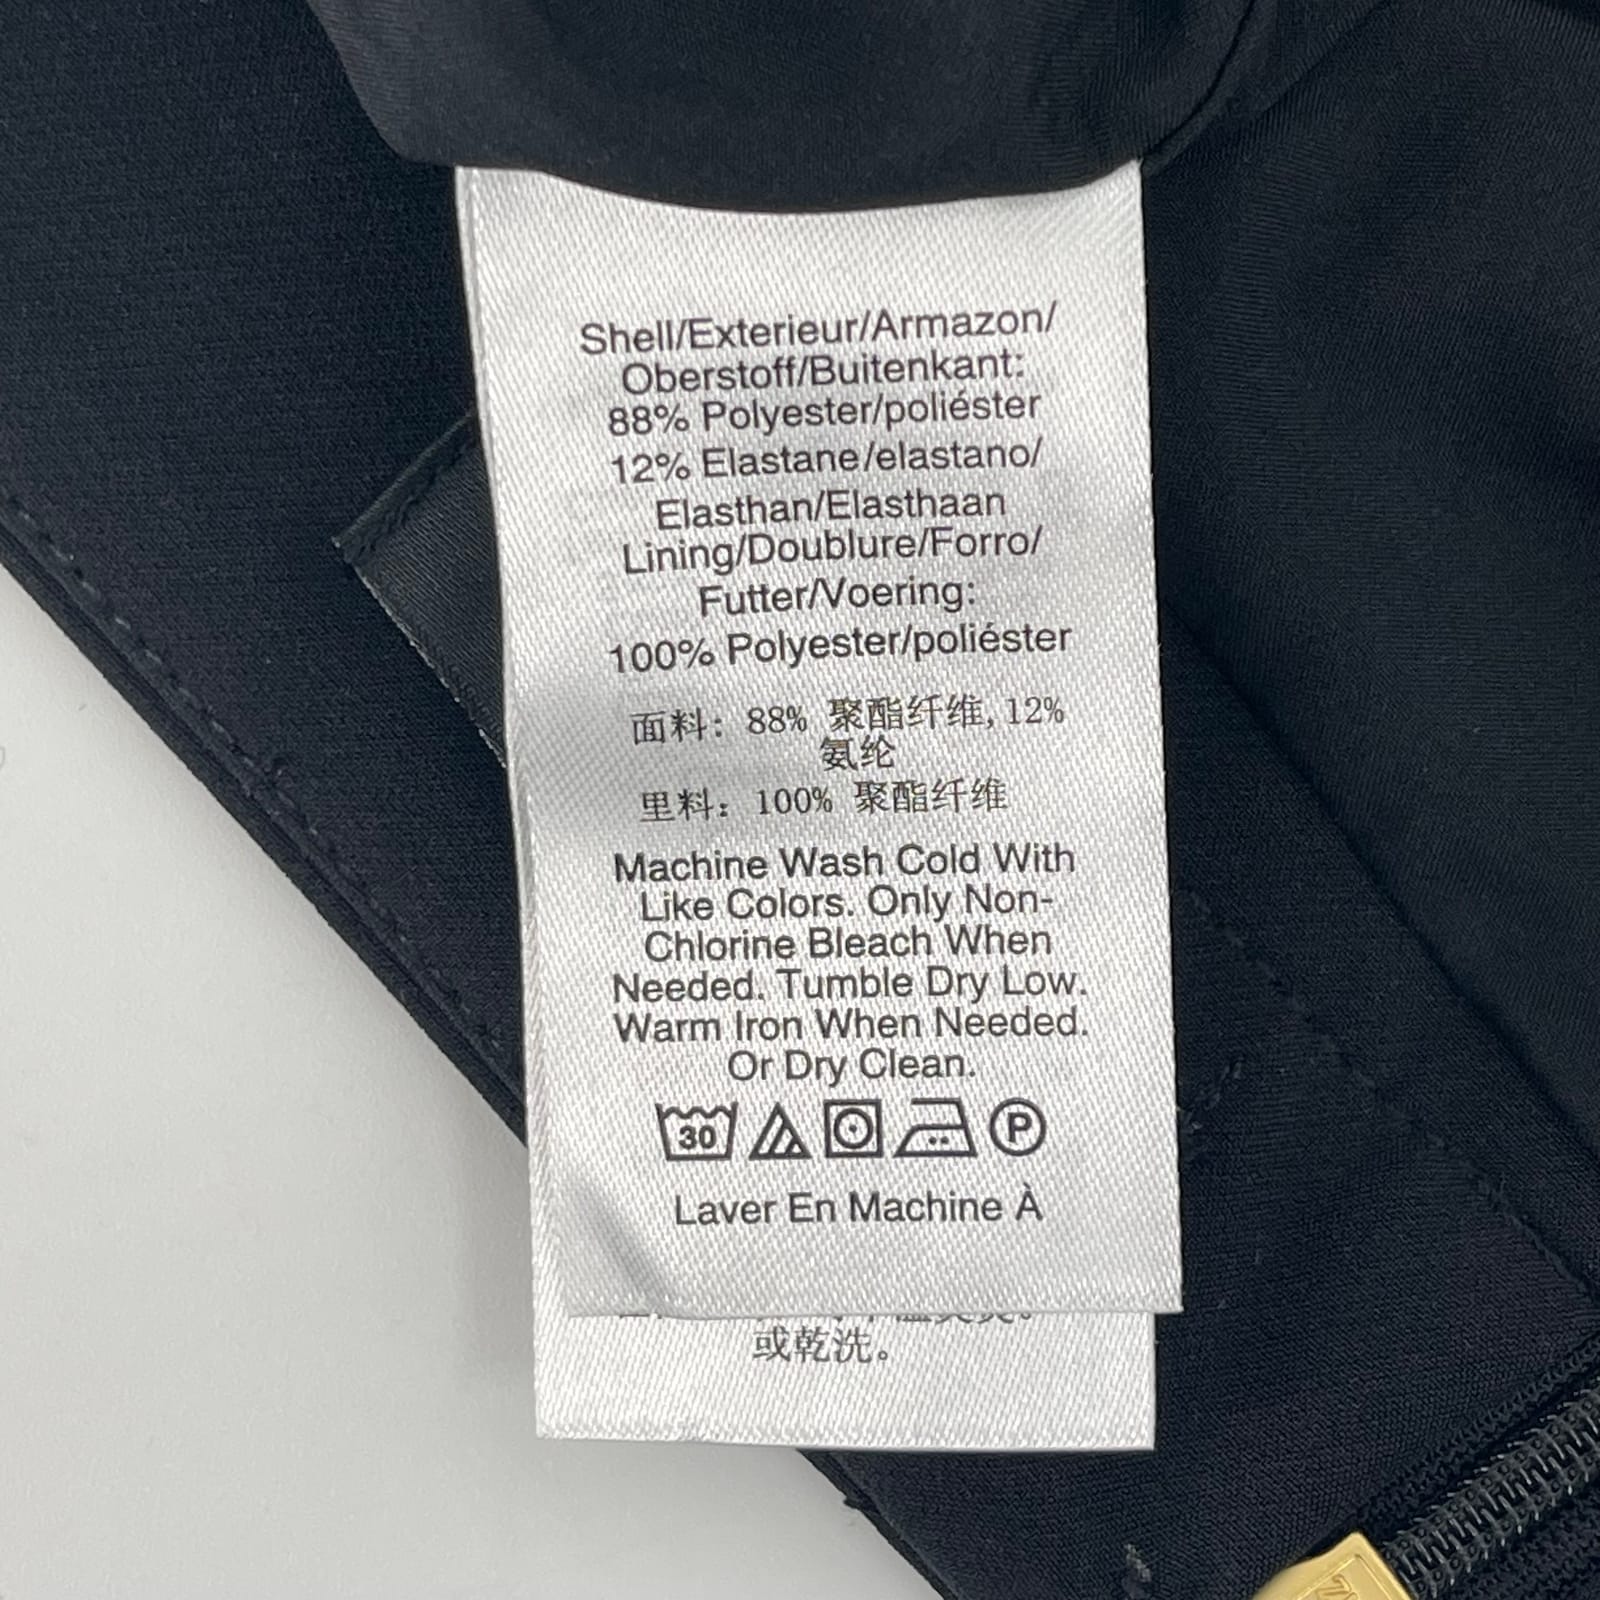 Shell/Exterieur/Armazon/
Oberstoff/Buitenkant:
88% Polyester/poliéster
12% Elastane/elastano/
Elasthan/Elasthaan
Lining/Doublure/Forro/
Futter/Voering:
100% Polyester/poliéster
面料: 88% 聚酯纤维, 12%
氨纶
里料: 100% 聚酯纤维
Machine Wash Cold With
Like Colors. Only Non-
Chlorine Bleach When
Needed. Tumble Dry Low.
Warm Iron When Needed.
Or Dry Clean.
30 P
Laver En Machine À
或乾洗。